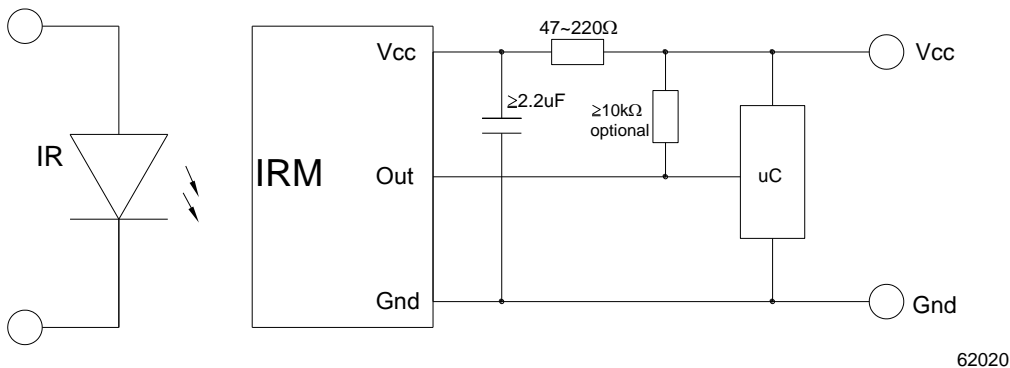 47~220Ω
Vcc
Vcc
≥2.2uF
≥10kΩ
optional
IR
IRM
Out
uC
Gnd
Gnd
62020